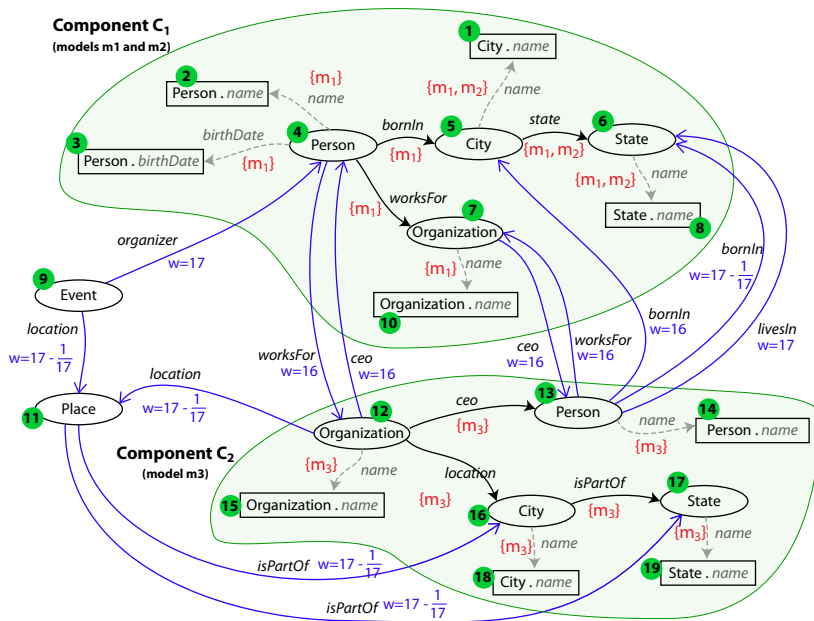 Component C₁
(models m1 and m2)
1
City . name
2
Person . name
{m₁}
name
{m₁, m₂}
name
3
Person . birthDate
birthDate
{m₁}
4
Person
bornIn
{m₁}
5
City
state
{m₁, m₂}
6
State
{m₁, m₂}
name
State . name
8
worksFor
{m₁}
7
Organization
{m₁}
name
Organization . name
10
organizer
w=17
9
Event
location
w=17 - 1/17
11
Place
location
w=17 - 1/17
worksFor
w=16
ceo
w=16
ceo
w=16
worksFor
w=16
bornIn
w=16
bornIn
w=17 - 1/17
livesIn
w=17
Component C₂
(model m3)
12
Organization
ceo
{m₃}
13
Person
name
{m₃}
14
Person . name
{m₃}
name
15
Organization . name
location
{m₃}
16
City
isPartOf
{m₃}
17
State
{m₃}
name
18
City . name
{m₃}
name
19
State . name
isPartOf w=17 - 1/17
isPartOf w=17 - 1/17